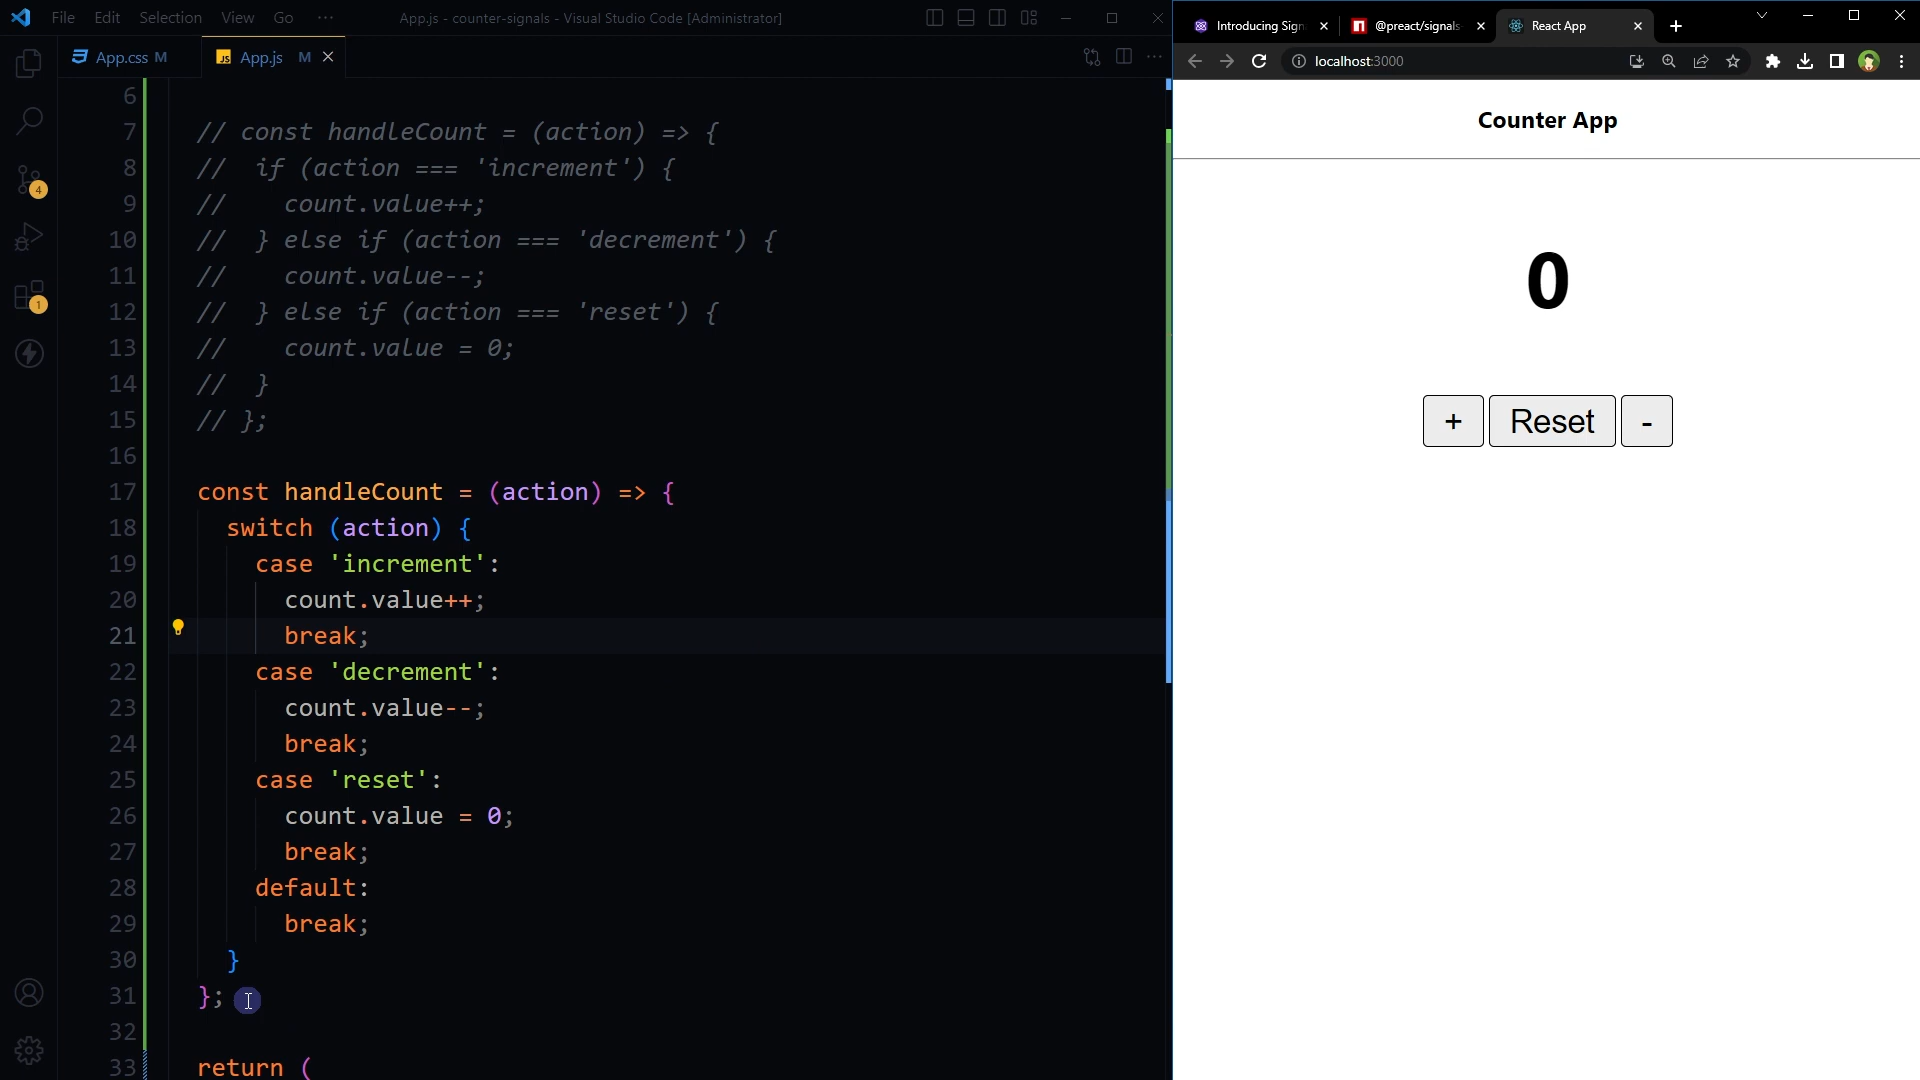 File Edit Selection View Go ···
App.js - counter-signals - Visual Studio Code [Administrator]
App.css M
JS App.js M
6
7 // const handleCount = (action) => {
8 //  if (action === 'increment') {
9 //    count.value++;
10 //  } else if (action === 'decrement') {
11 //    count.value--;
12 //  } else if (action === 'reset') {
13 //    count.value = 0;
14 //  }
15 // };
16
17 const handleCount = (action) => {
18   switch (action) {
19     case 'increment':
20       count.value++;
21       break;
22     case 'decrement':
23       count.value--;
24       break;
25     case 'reset':
26       count.value = 0;
27       break;
28     default:
29       break;
30   }
31 };
32
33 return (
4
1
Introducing Sign
@preact/signals-
React App
localhost:3000
Counter App
0
+ Reset -